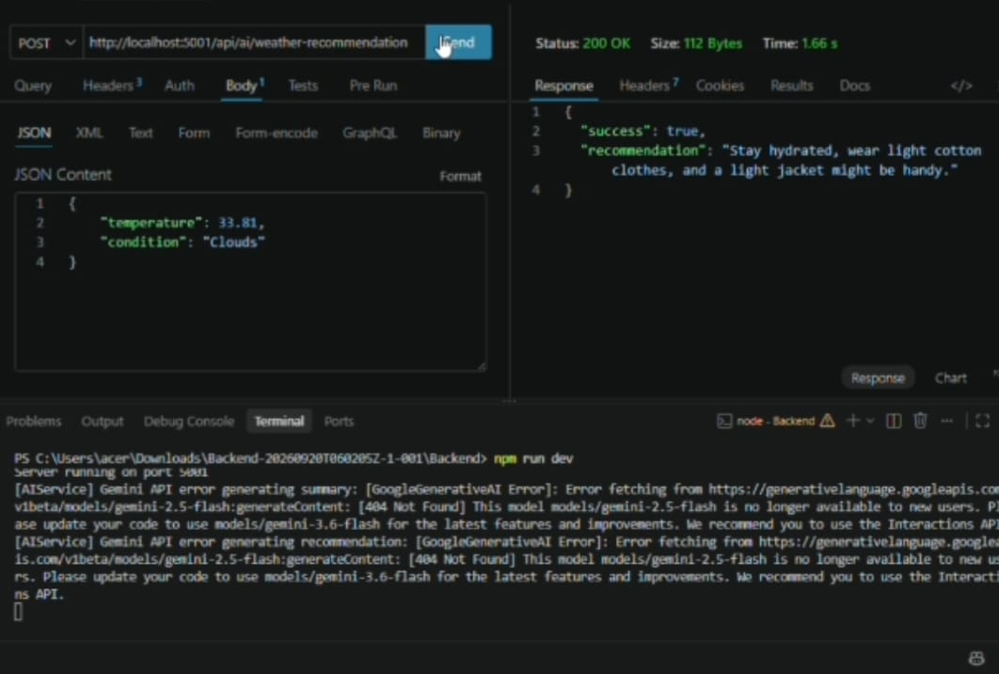 POST http://localhost:5001/api/ai/weather-recommendation Send
Query Headers 3 Auth Body 1 Tests Pre Run
JSON XML Text Form Form-encode GraphQL Binary
JSON Content Format
1 {
2 "temperature": 33.81,
3 "condition": "Clouds"
4 }
Status: 200 OK Size: 112 Bytes Time: 1.66 s
Response Headers 7 Cookies Results Docs </>
1 {
2 "success": true,
3 "recommendation": "Stay hydrated, wear light cotton
clothes, and a light jacket might be handy."
4 }
Response Chart
Problems Output Debug Console Terminal Ports
node - Backend
PS C:\Users\acer\Downloads\Backend-20260920T060205Z-1-001\Backend> npm run dev
Server running on port 5001
[AIService] Gemini API error generating summary: [GoogleGenerativeAI Error]: Error fetching from https://generativelanguage.googleapis.co
v1beta/models/gemini-2.5-flash:generateContent: [404 Not Found] This model models/gemini-2.5-flash is no longer available to new users. Pl
ase update your code to use models/gemini-3.6-flash for the latest features and improvements. We recommend you to use the Interactions AP
[AIService] Gemini API error generating recommendation: [GoogleGenerativeAI Error]: Error fetching from https://generativelanguage.google
is.com/v1beta/models/gemini-2.5-flash:generateContent: [404 Not Found] This model models/gemini-2.5-flash is no longer available to new us
rs. Please update your code to use models/gemini-3.6-flash for the latest features and improvements. We recommend you to use the Interacti
ns API.